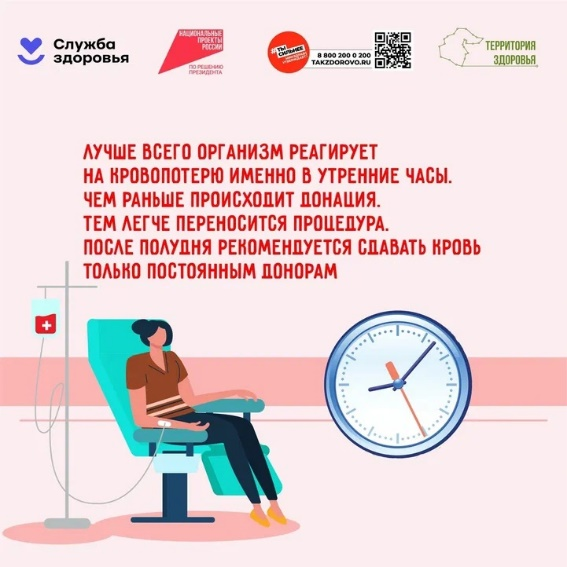 Служба
здоровья
НАЦИОНАЛЬНЫЕ
ПРОЕКТЫ
РОССИИ
ПО РЕШЕНИЮ
ПРЕЗИДЕНТА
#ТЫ
СИЛЬНЕЕ
8 800 200 0 200
TAKZDOROVO.RU
ТЕРРИТОРИЯ
ЗДОРОВЬЯ
ЛУЧШЕ ВСЕГО ОРГАНИЗМ РЕАГИРУЕТ
НА КРОВОПОТЕРЮ ИМЕННО В УТРЕННИЕ ЧАСЫ.
ЧЕМ РАНЬШЕ ПРОИСХОДИТ ДОНАЦИЯ.
ТЕМ ЛЕГЧЕ ПЕРЕНОСИТСЯ ПРОЦЕДУРА.
ПОСЛЕ ПОЛУДНЯ РЕКОМЕНДУЕТСЯ СДАВАТЬ КРОВЬ
ТОЛЬКО ПОСТОЯННЫМ ДОНОРАМ